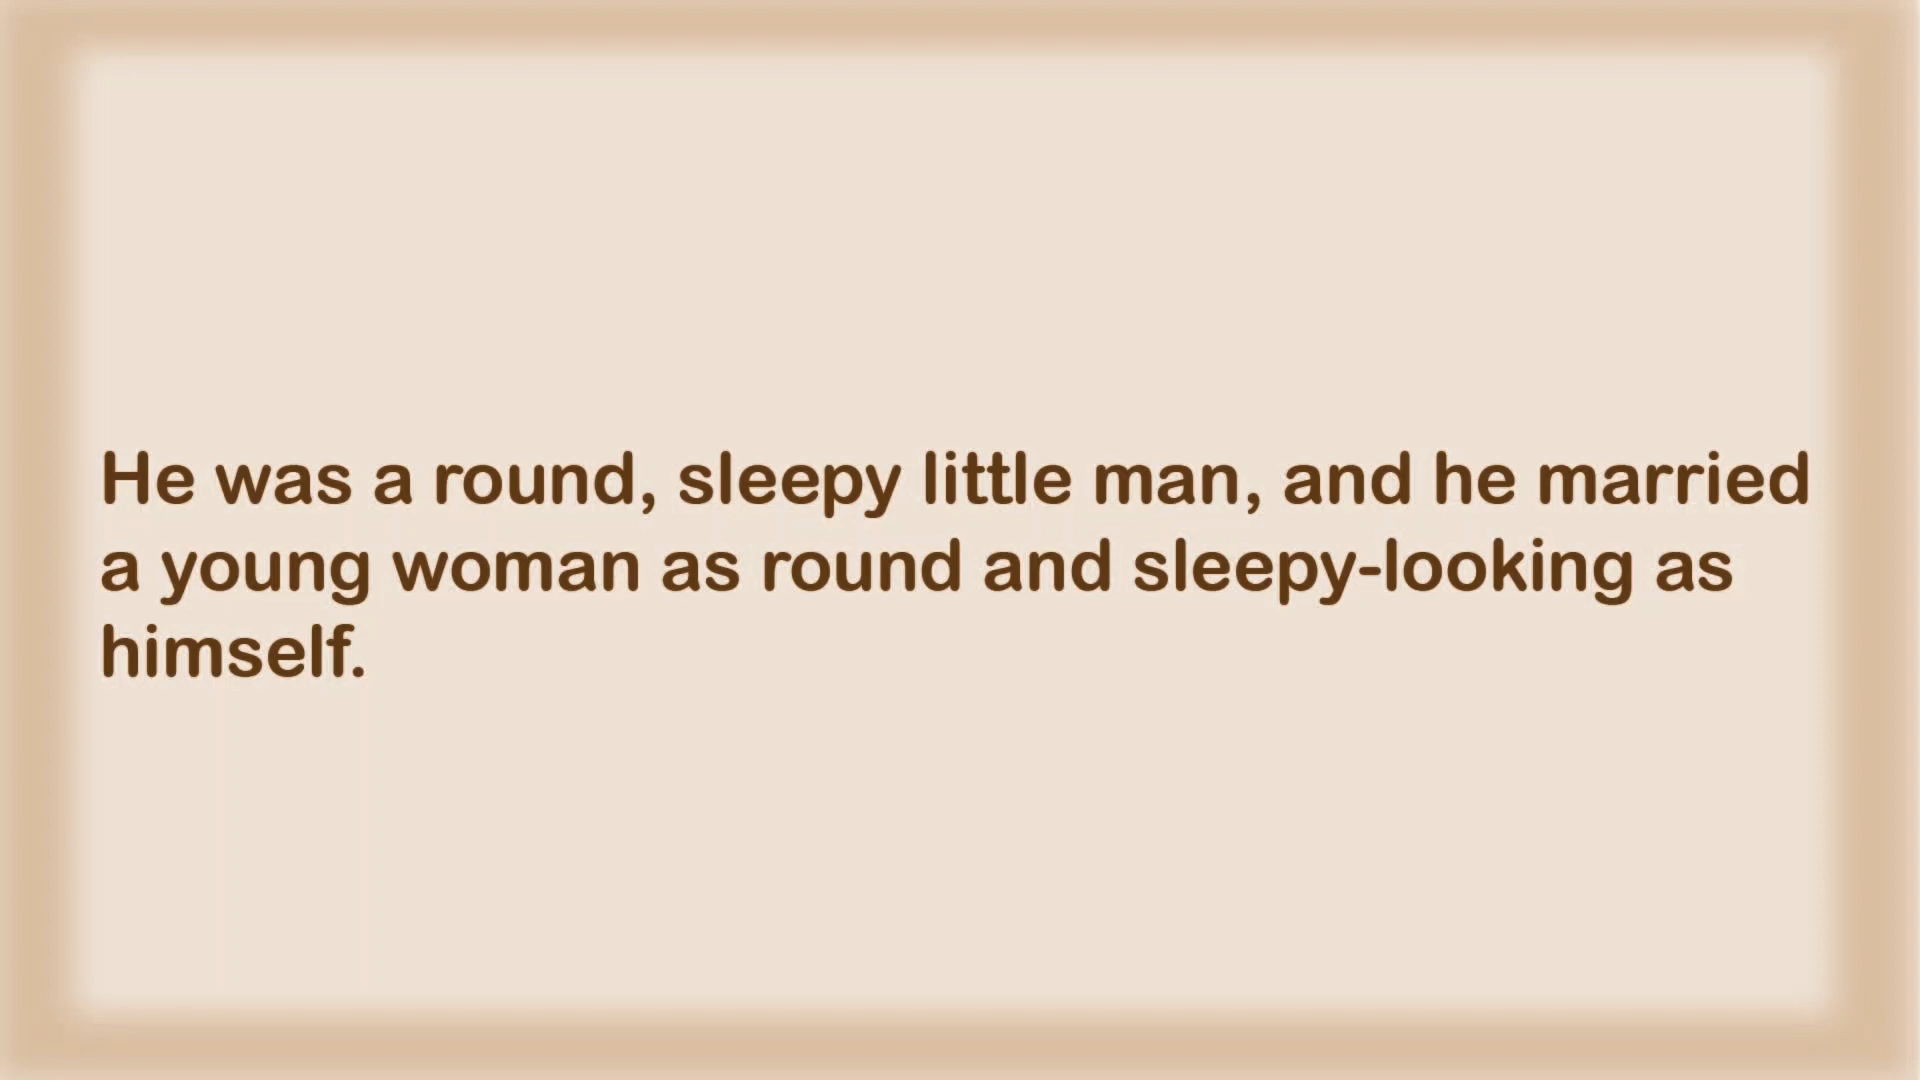 He was a round, sleepy little man, and he married
a young woman as round and sleepy-looking as
himself.